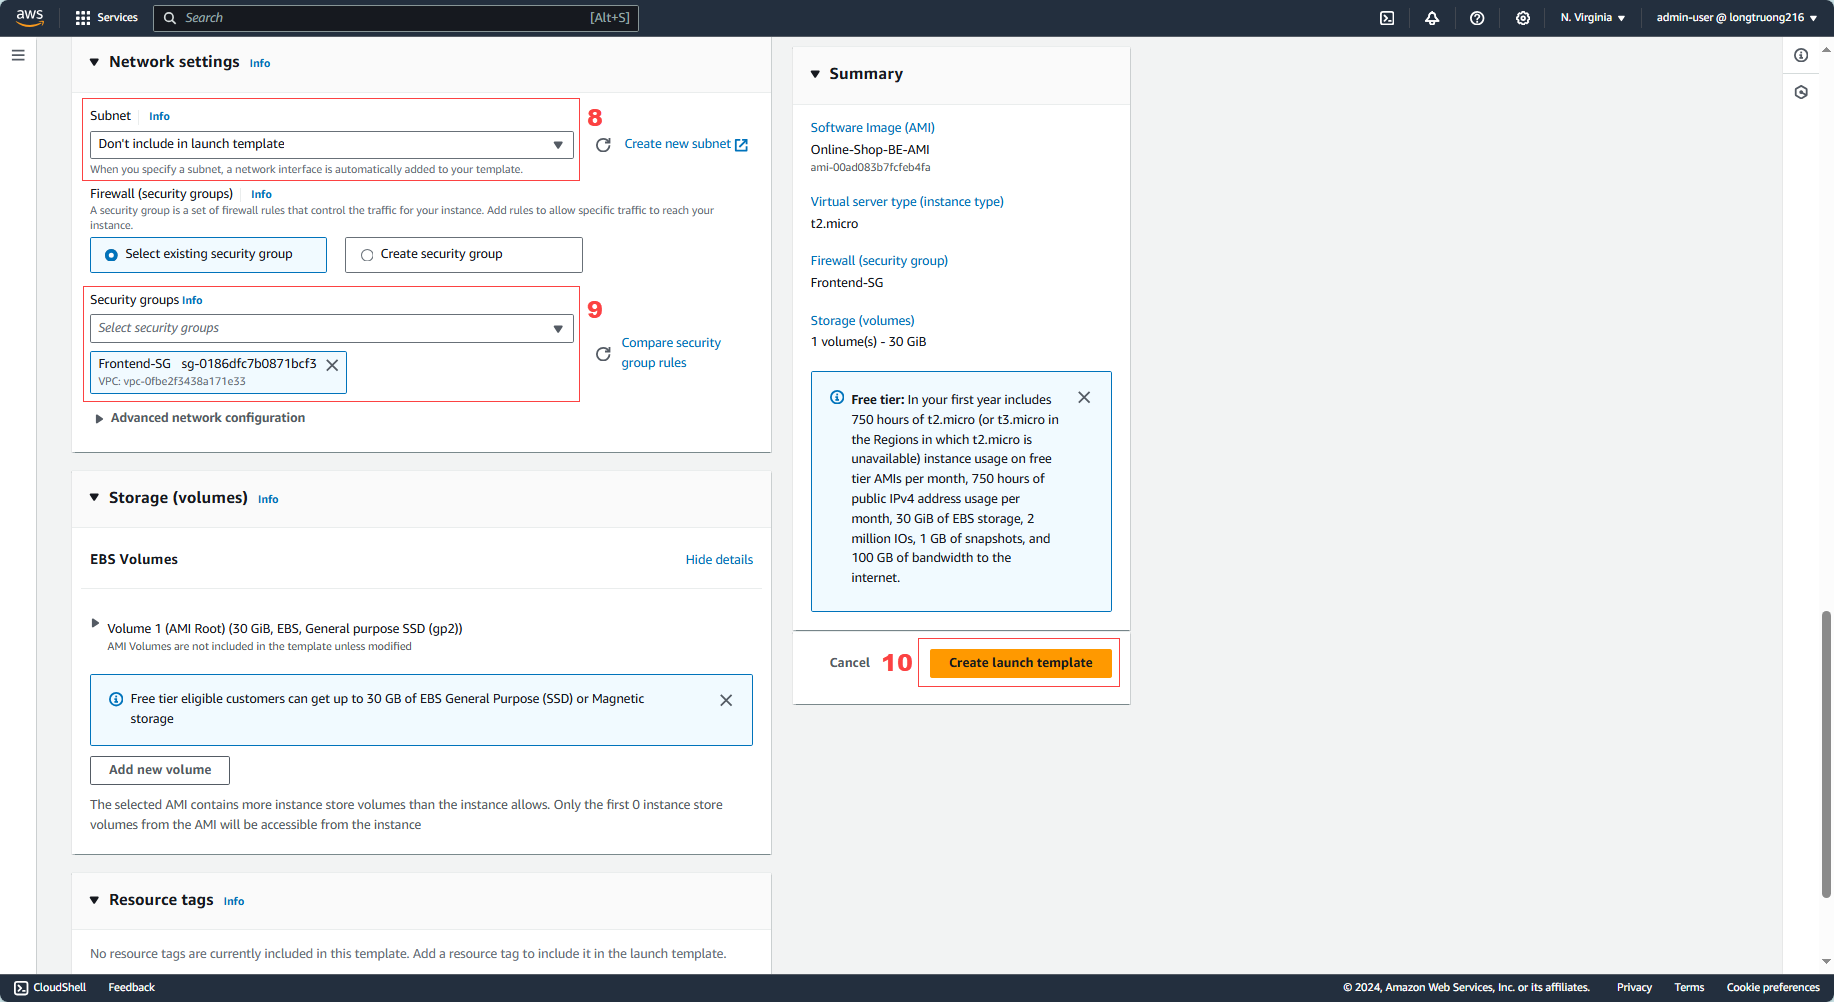 aws
Services
Search
[Alt+S]
N. Virginia
admin-user @ longtruong216
Network settings Info
Subnet Info
8
Don't include in launch template
Create new subnet
When you specify a subnet, a network interface is automatically added to your template.
Firewall (security groups) Info
A security group is a set of firewall rules that control the traffic for your instance. Add rules to allow specific traffic to reach your
instance.
Select existing security group
Create security group
Security groups Info
9
Select security groups
Frontend-SG sg-0186dfc7b0871bcf3
VPC: vpc-0fbe2f3438a171e33
Compare security
group rules
Advanced network configuration
Storage (volumes) Info
EBS Volumes
Hide details
Volume 1 (AMI Root) (30 GiB, EBS, General purpose SSD (gp2))
AMI Volumes are not included in the template unless modified
Free tier eligible customers can get up to 30 GB of EBS General Purpose (SSD) or Magnetic
storage
Add new volume
The selected AMI contains more instance store volumes than the instance allows. Only the first 0 instance store
volumes from the AMI will be accessible from the instance
Resource tags Info
No resource tags are currently included in this template. Add a resource tag to include it in the launch template.
Summary
Software Image (AMI)
Online-Shop-BE-AMI
ami-00ad083b7fcfeb4fa
Virtual server type (instance type)
t2.micro
Firewall (security group)
Frontend-SG
Storage (volumes)
1 volume(s) - 30 GiB
Free tier: In your first year includes
750 hours of t2.micro (or t3.micro in
the Regions in which t2.micro is
unavailable) instance usage on free
tier AMIs per month, 750 hours of
public IPv4 address usage per
month, 30 GiB of EBS storage, 2
million IOs, 1 GB of snapshots, and
100 GB of bandwidth to the
internet.
Cancel
10
Create launch template
CloudShell
Feedback
© 2024, Amazon Web Services, Inc. or its affiliates.
Privacy
Terms
Cookie preferences